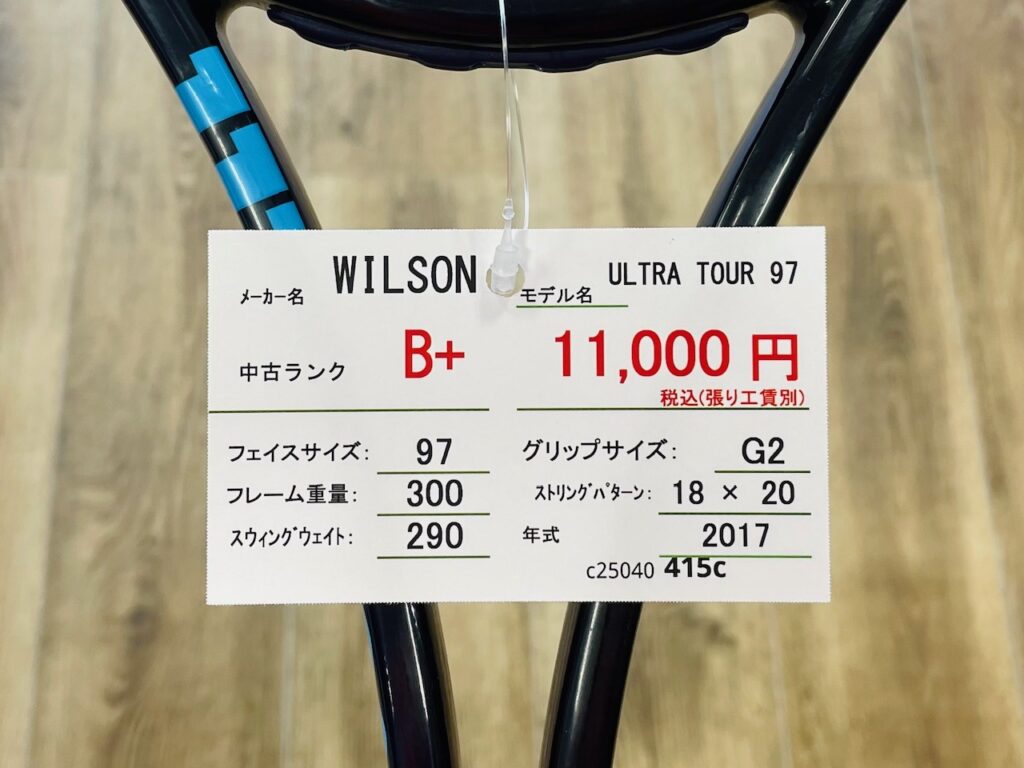 メーカー名 WILSON モデル名 ULTRA TOUR 97
中古ランク B+ 11,000 円
税込(張り工賃別)
フェイスサイズ: 97 グリップサイズ: G2
フレーム重量: 300 ストリングパターン: 18 × 20
スウィングウェイト: 290 年式 2017
c25040 415c